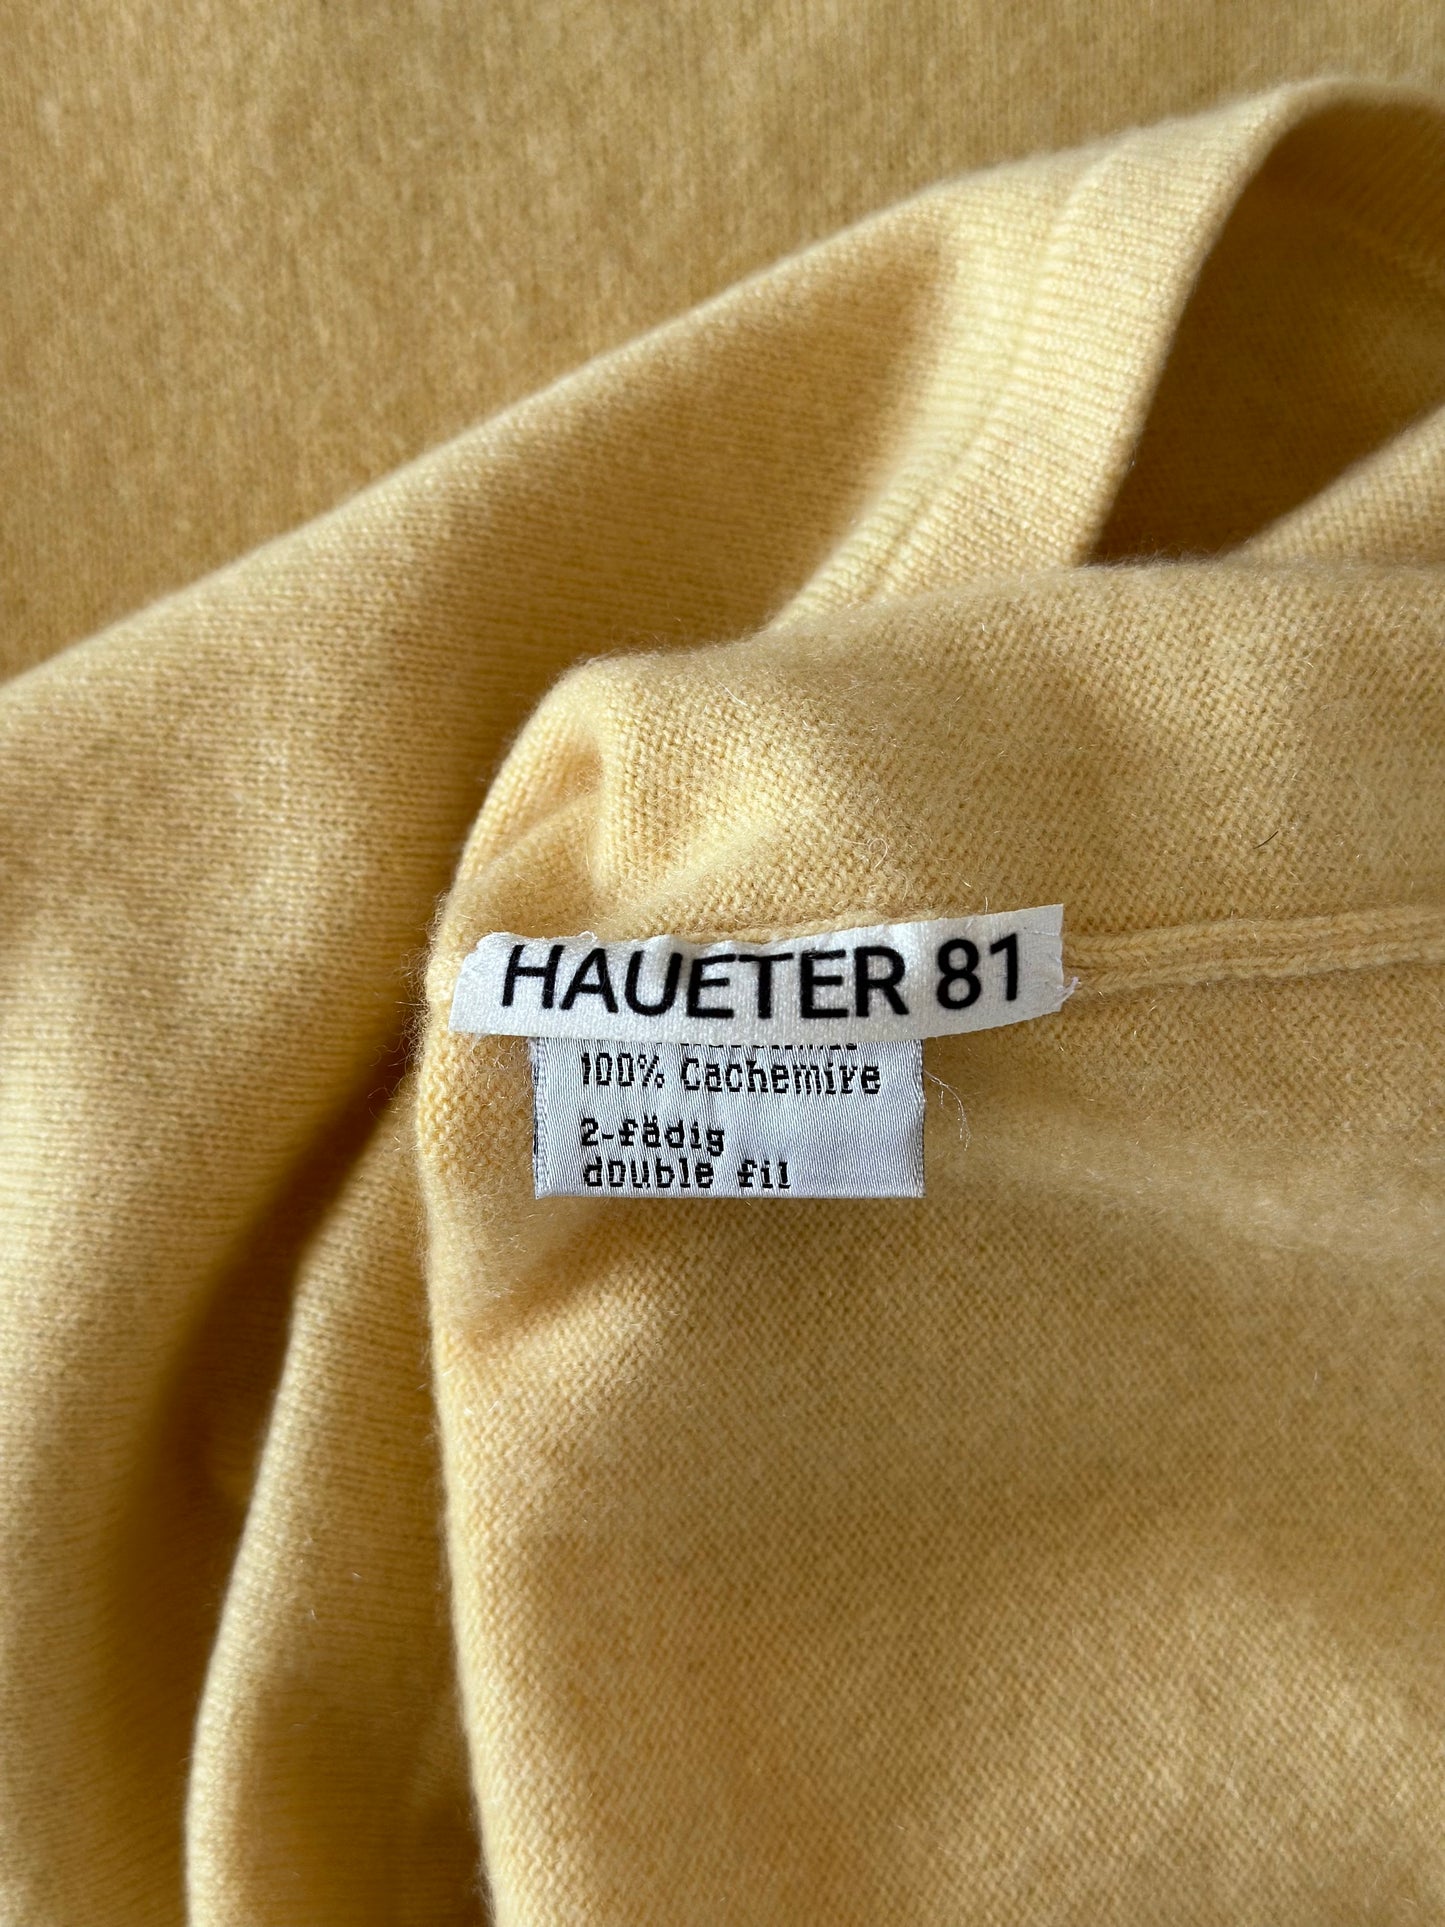 HAUETER 81
100% Cachemire
2-fädig
double fil